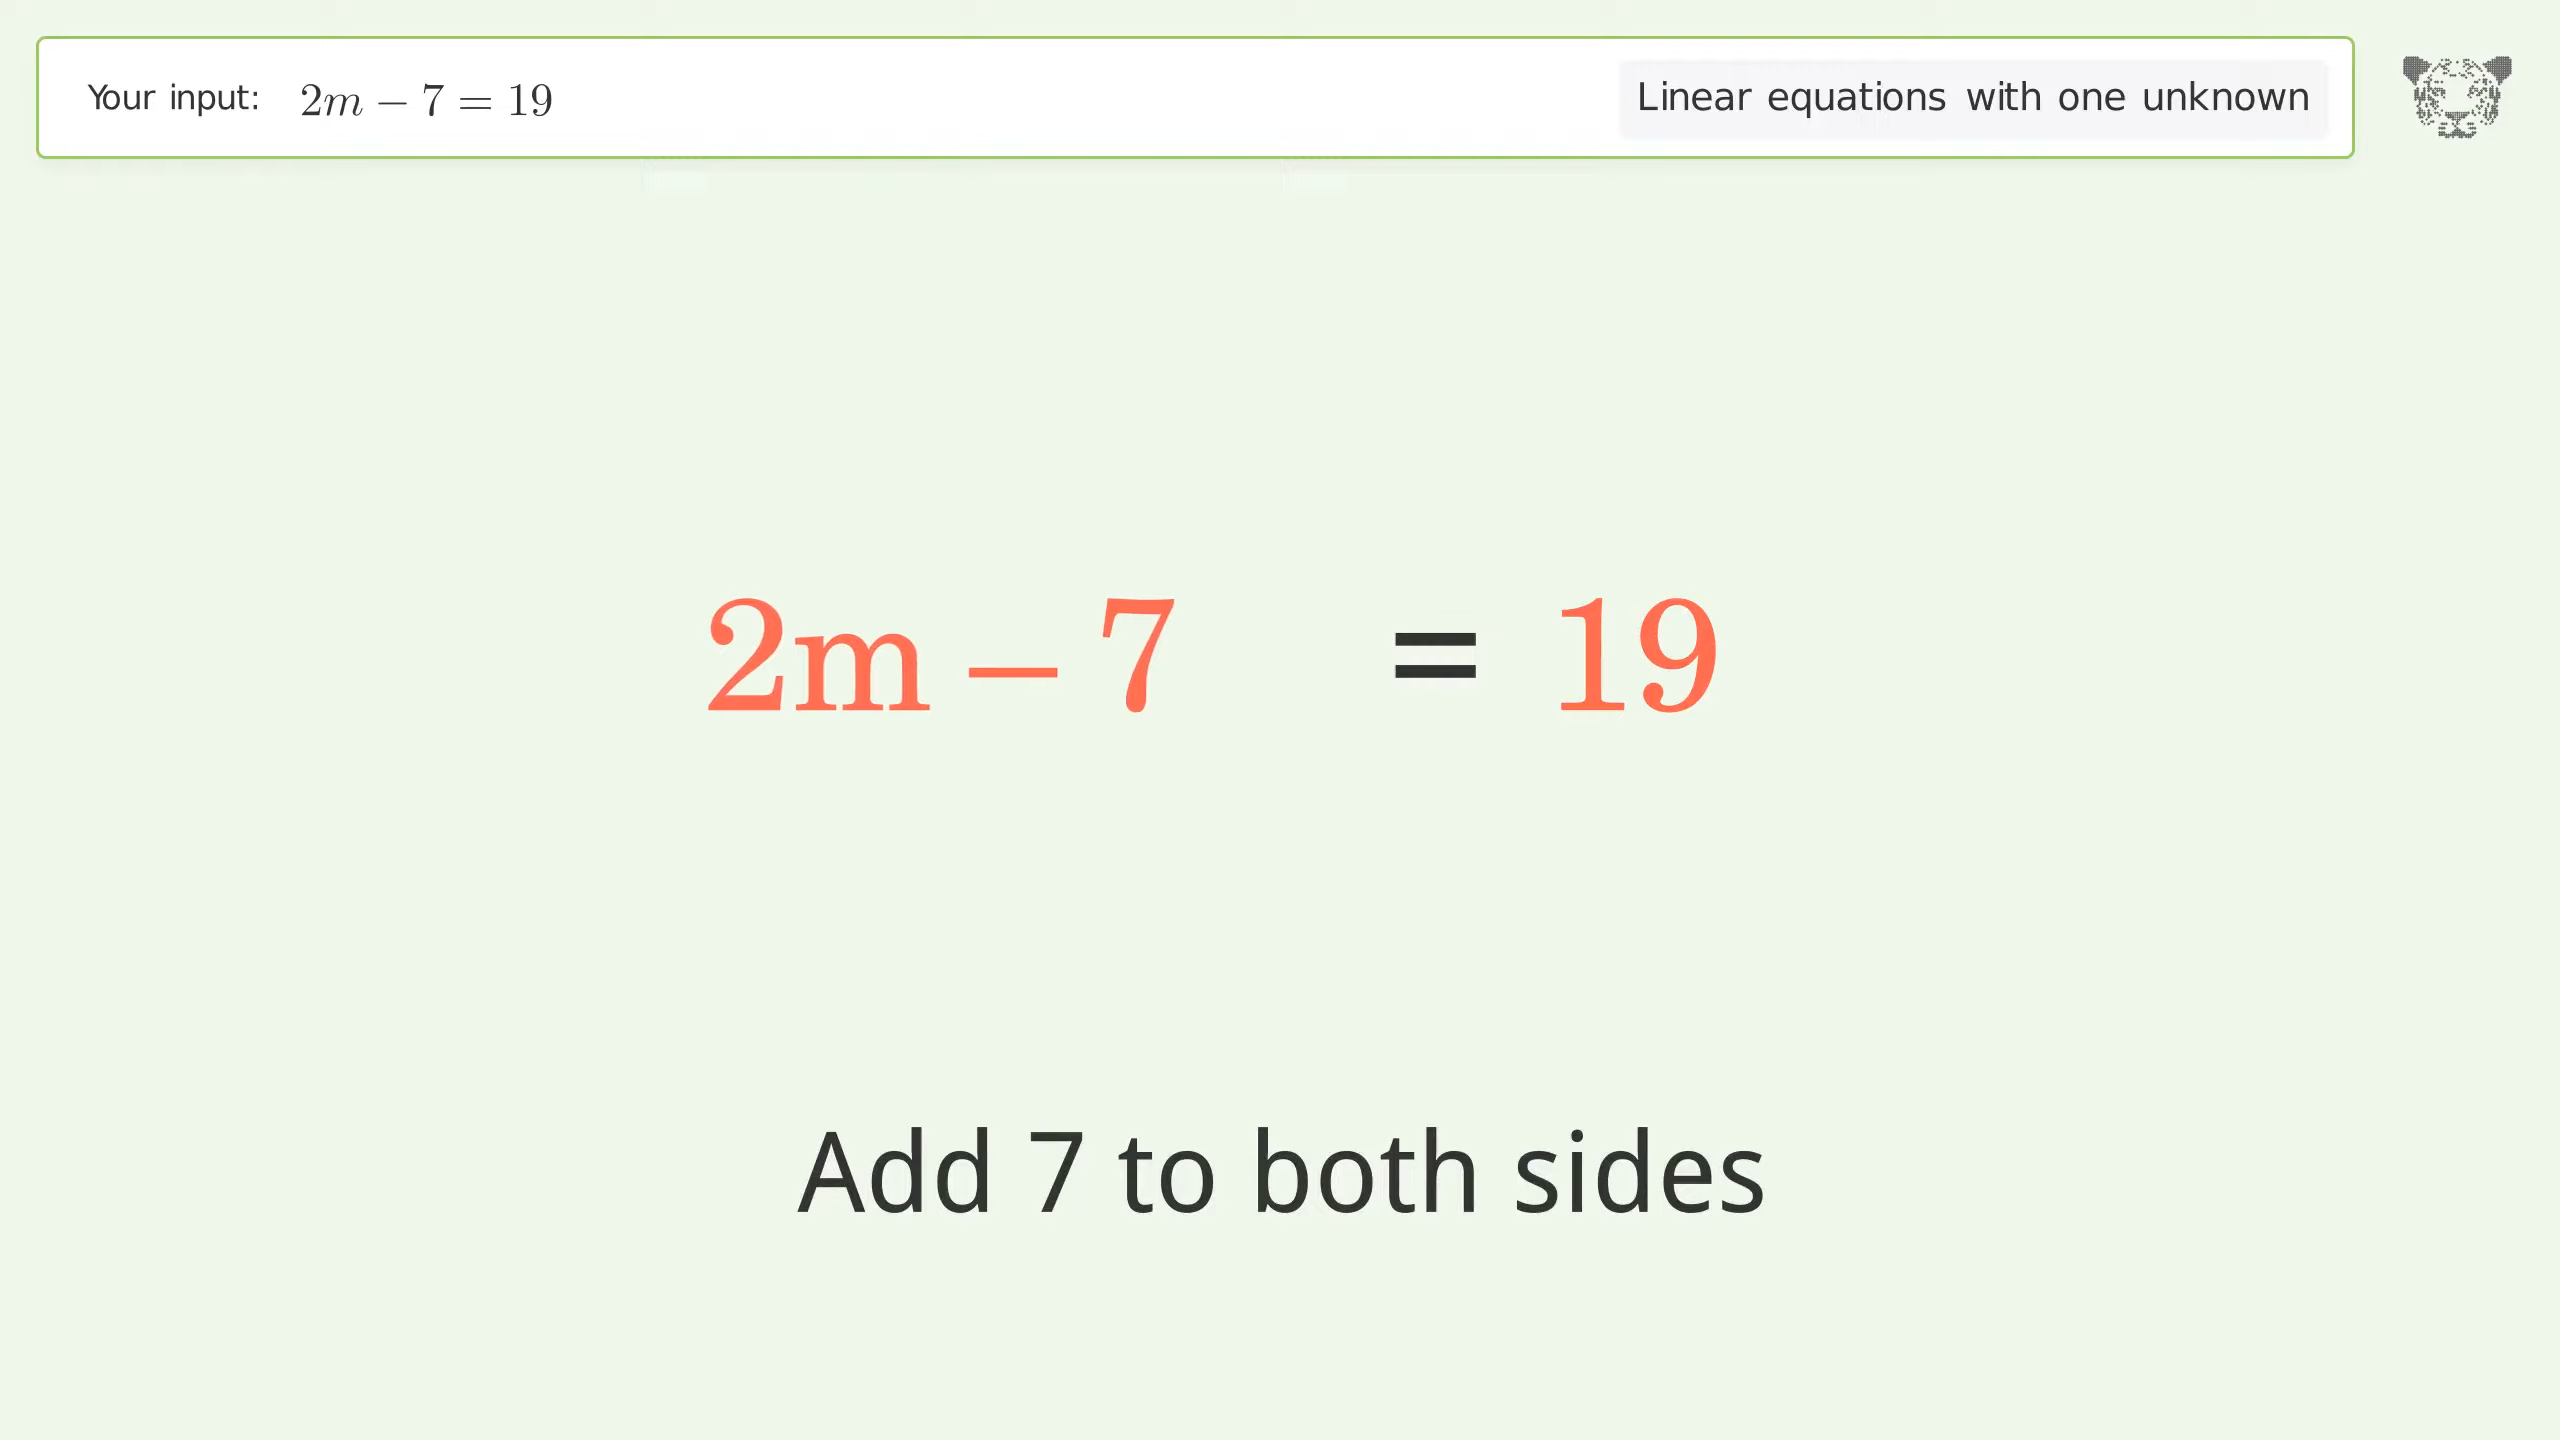 Your input: 2m − 7 = 19
Linear equations with one unknown
2m − 7 = 19
Add 7 to both sides